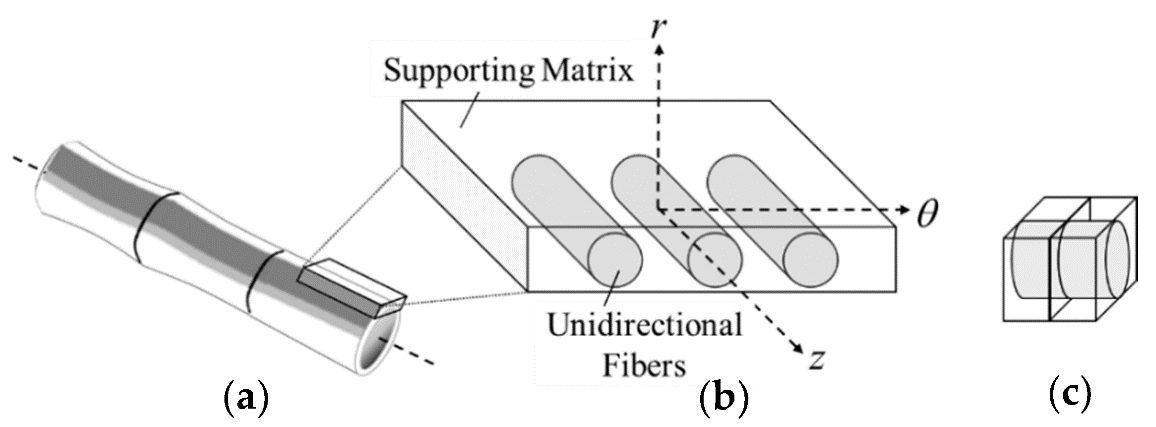 r
Supporting Matrix
θ
Unidirectional
Fibers
z
(a)
(b)
(c)